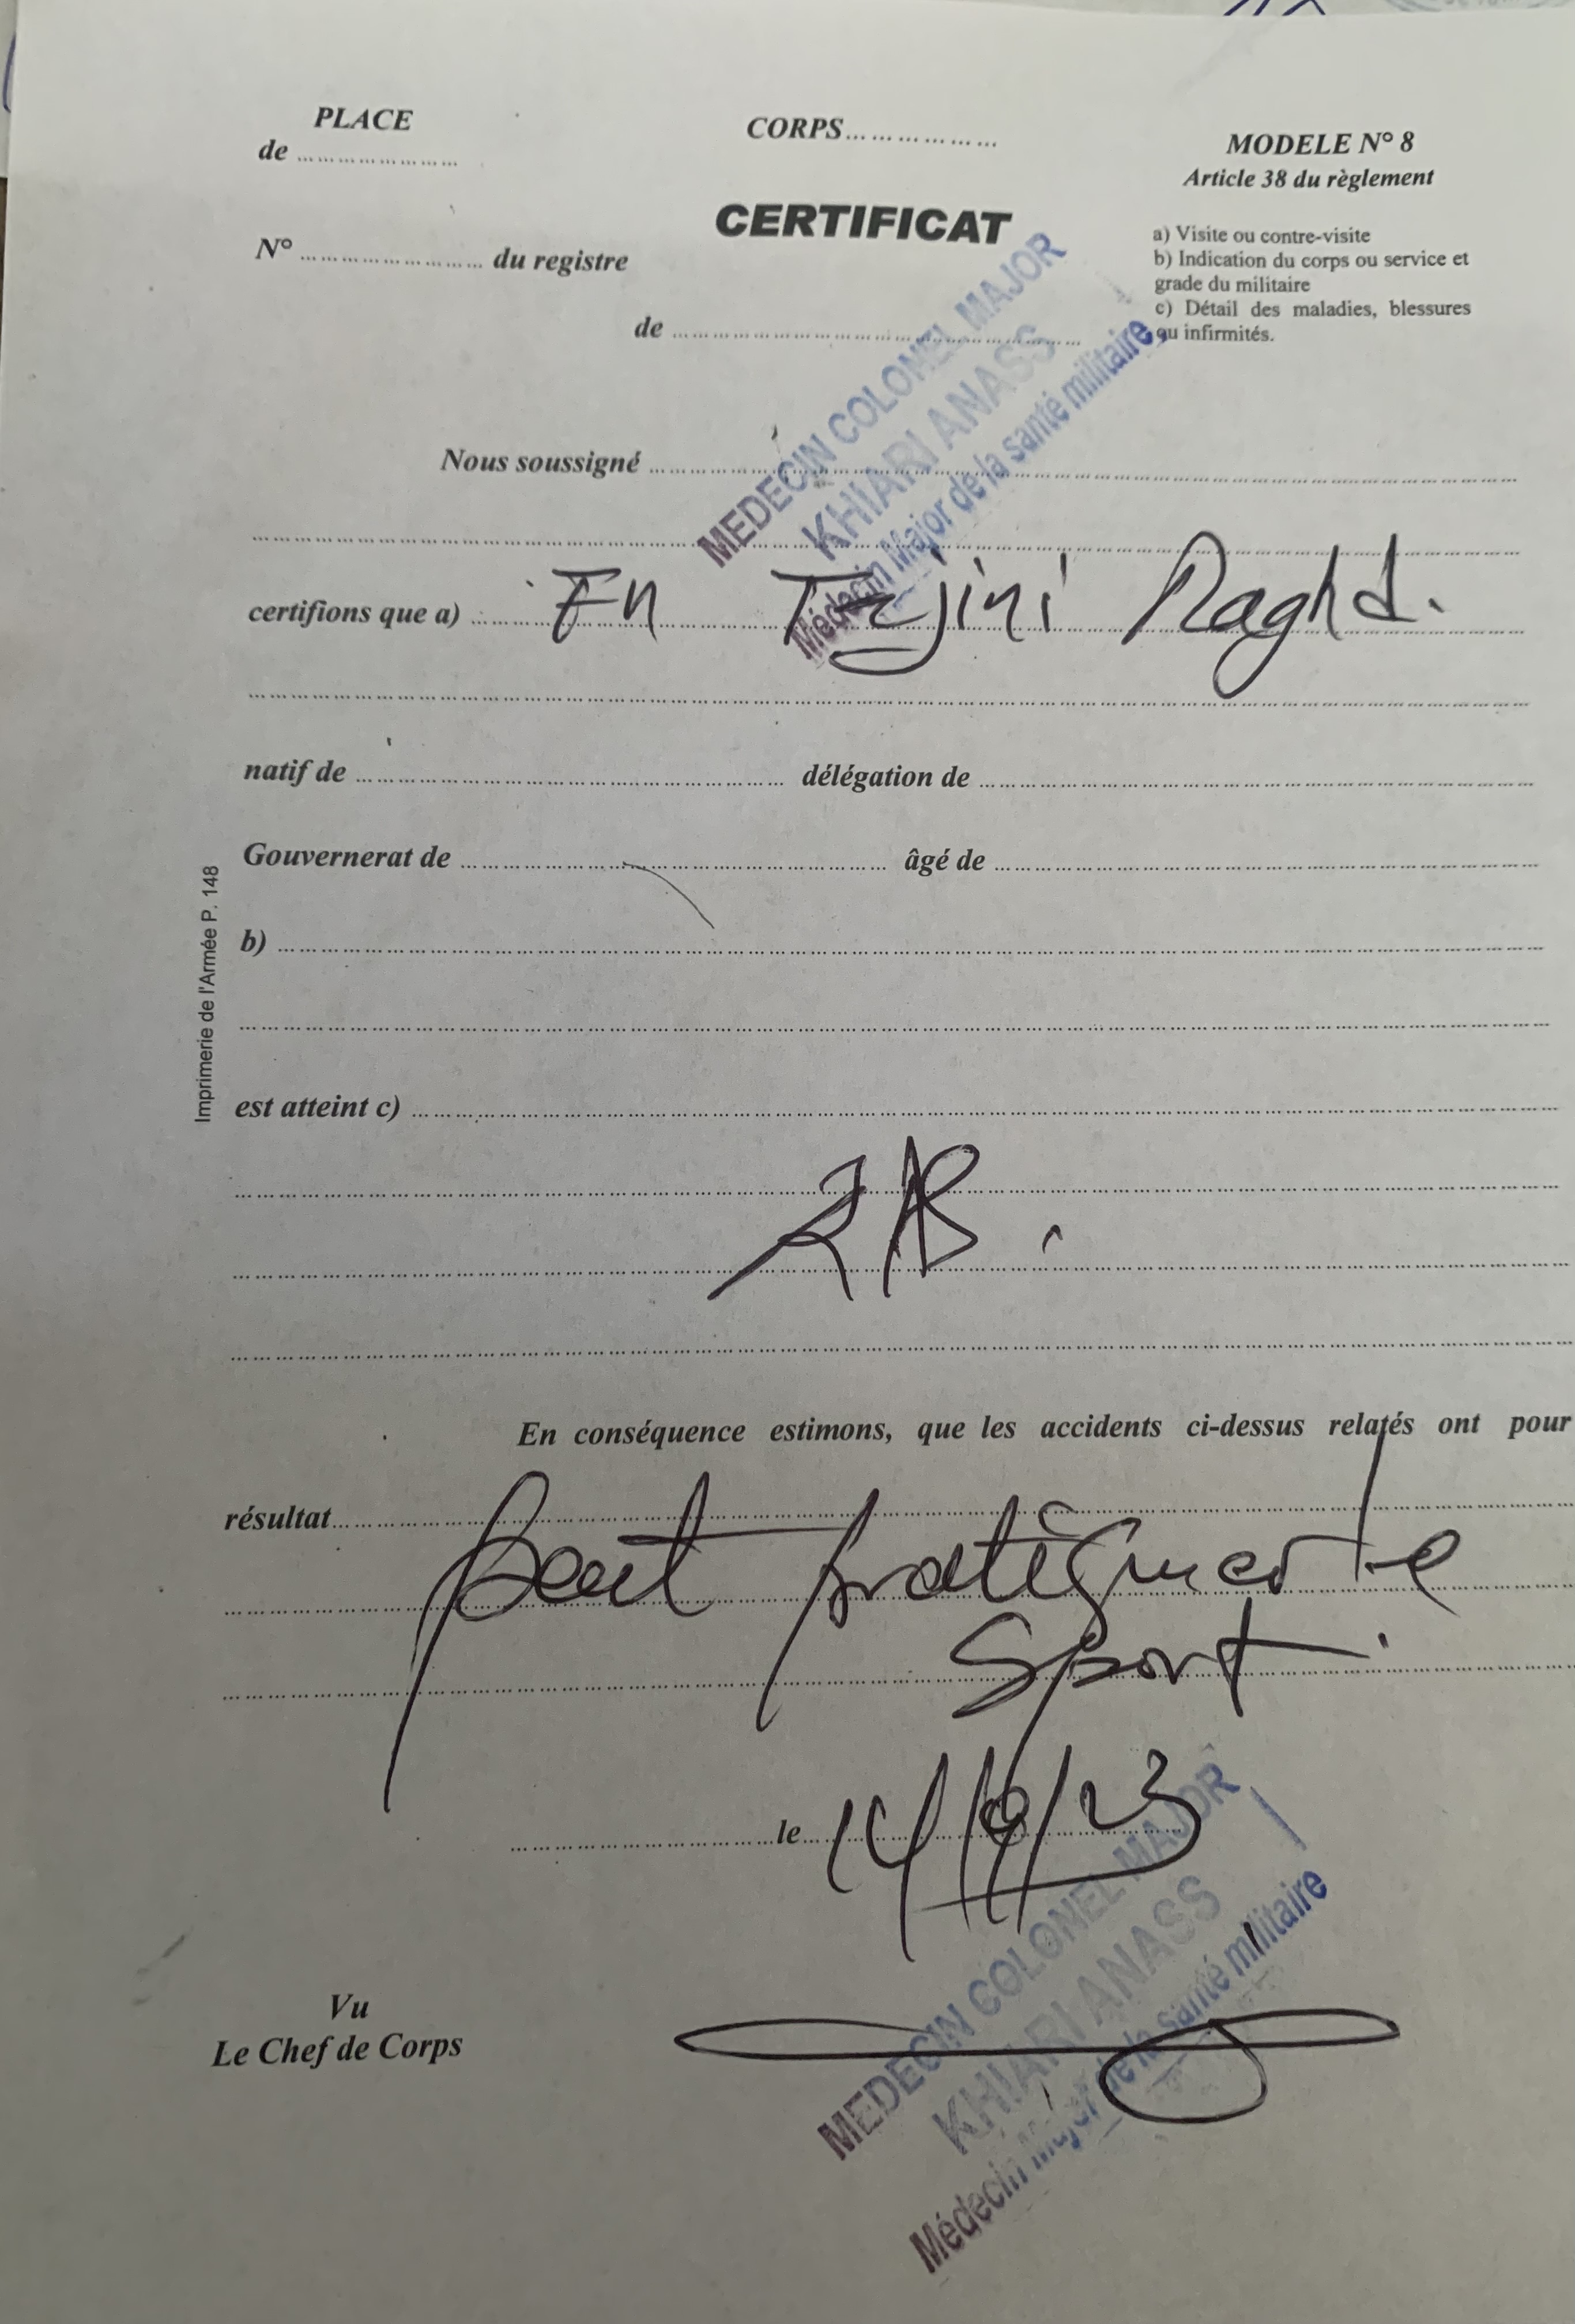 PLACE
de ........................
CORPS ........................
MODELE N° 8
Article 38 du règlement
CERTIFICAT
N° ........................ du registre
a) Visite ou contre-visite
b) Indication du corps ou service et
grade du militaire
c) Détail des maladies, blessures
ou infirmités.
de ........................
MEDECIN COLONEL MAJOR
KHIARI ANASS
Médecin Major de la santé militaire
Nous soussigné ........................
certifions que a) ..... Raghd.
natif de ........................ délégation de ........................
Gouvernerat de ........................ âgé de ........................
b) ........................
est atteint c) ........................
Imprimerie de l'Armée P. 148
En conséquence estimons, que les accidents ci-dessus relatés ont pour
résultat ........................
peut pratiquer le
Sport.
le 14/9/23
MEDECIN COLONEL MAJOR
KHIARI ANASS
Médecin Major de la santé militaire
Vu
Le Chef de Corps